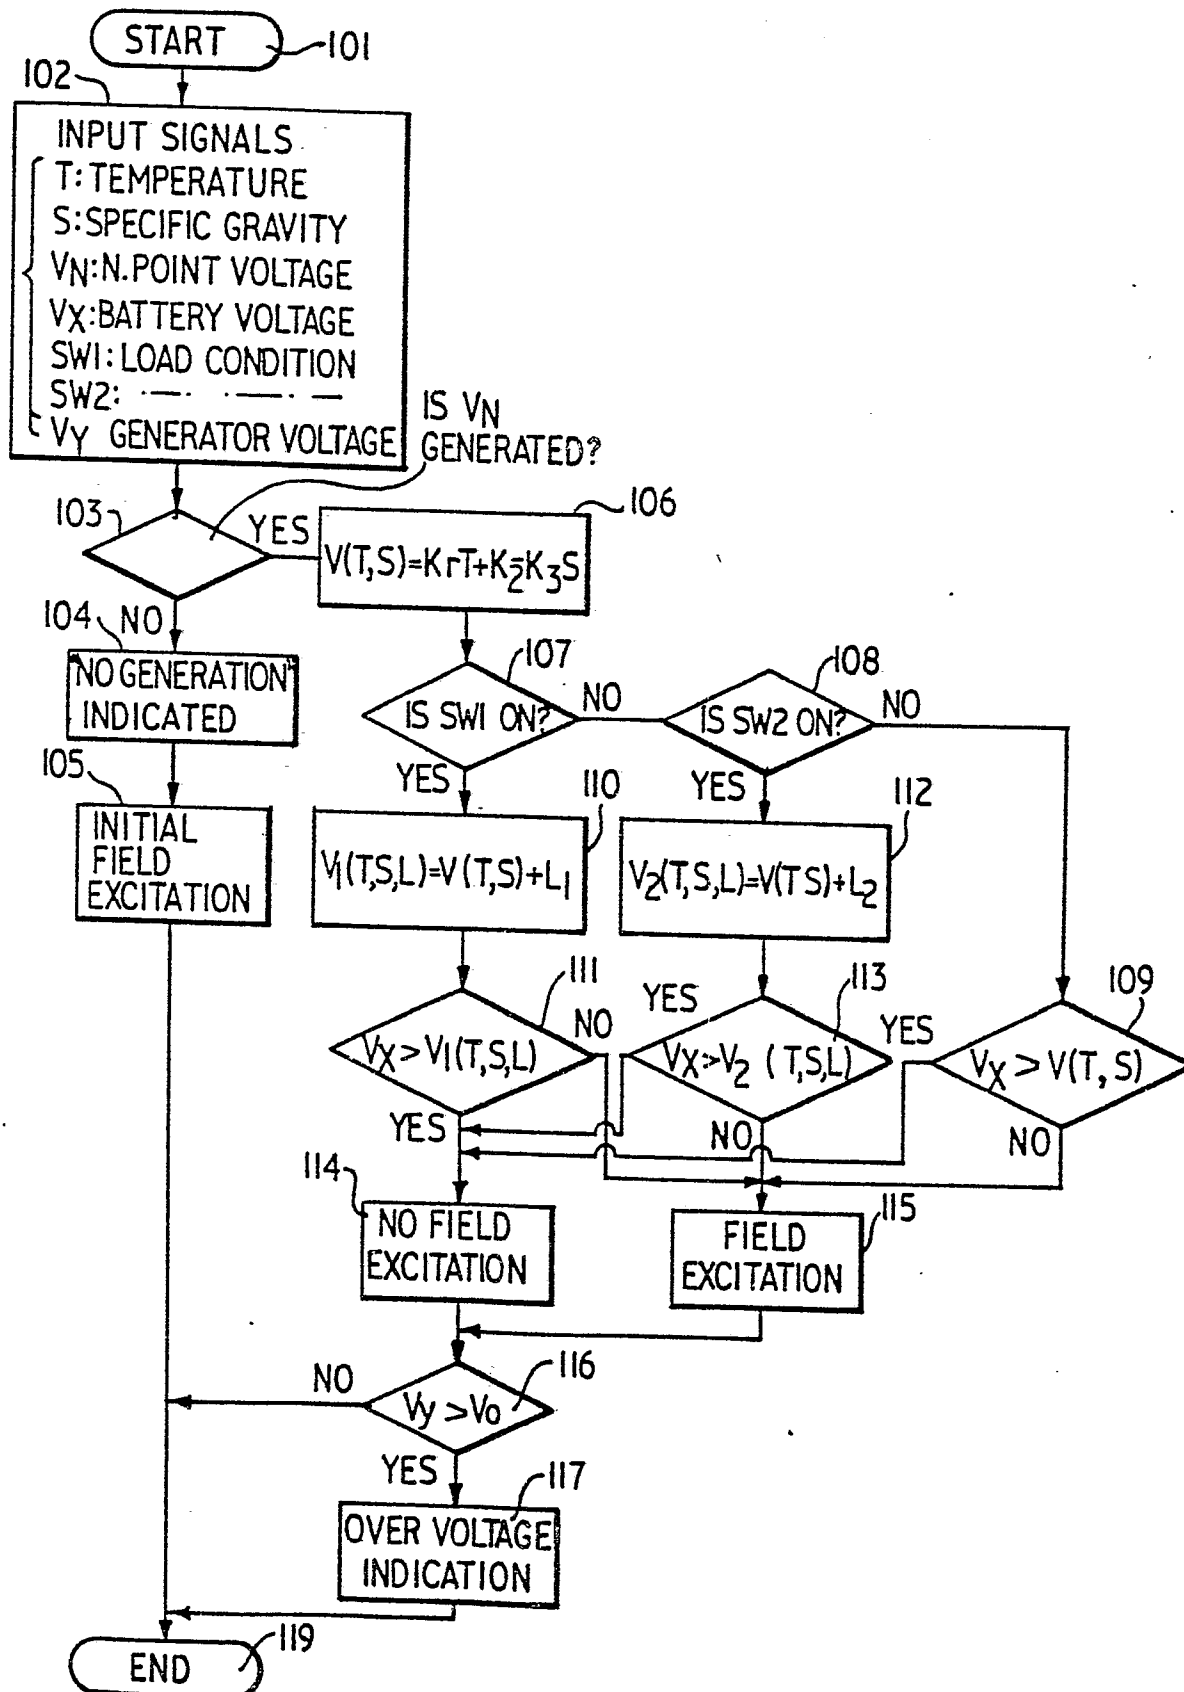 START
101
102
INPUT SIGNALS
T: TEMPERATURE
S: SPECIFIC GRAVITY
VN: N. POINT VOLTAGE
VX: BATTERY VOLTAGE
SW1: LOAD CONDITION
SW2: — · — · — · —
VY GENERATOR VOLTAGE
IS VN
GENERATED?
103
YES
106
V(T,S)=KrT+K2=K3S
NO
104
"NO GENERATION"
INDICATED
107
IS SW1 ON?
NO
108
IS SW2 ON?
NO
105
INITIAL
FIELD
EXCITATION
YES
110
V1(T,S,L)=V(T,S)+L1
YES
112
V2(T,S,L)=V(T S)+L2
111
VX > V1(T,S,L)
NO
YES
113
VX > V2 (T,S,L)
YES
109
VX > V(T,S)
YES
NO
NO
114
NO FIELD
EXCITATION
115
FIELD
EXCITATION
NO
116
Vy > Vo
YES
117
OVER VOLTAGE
INDICATION
119
END